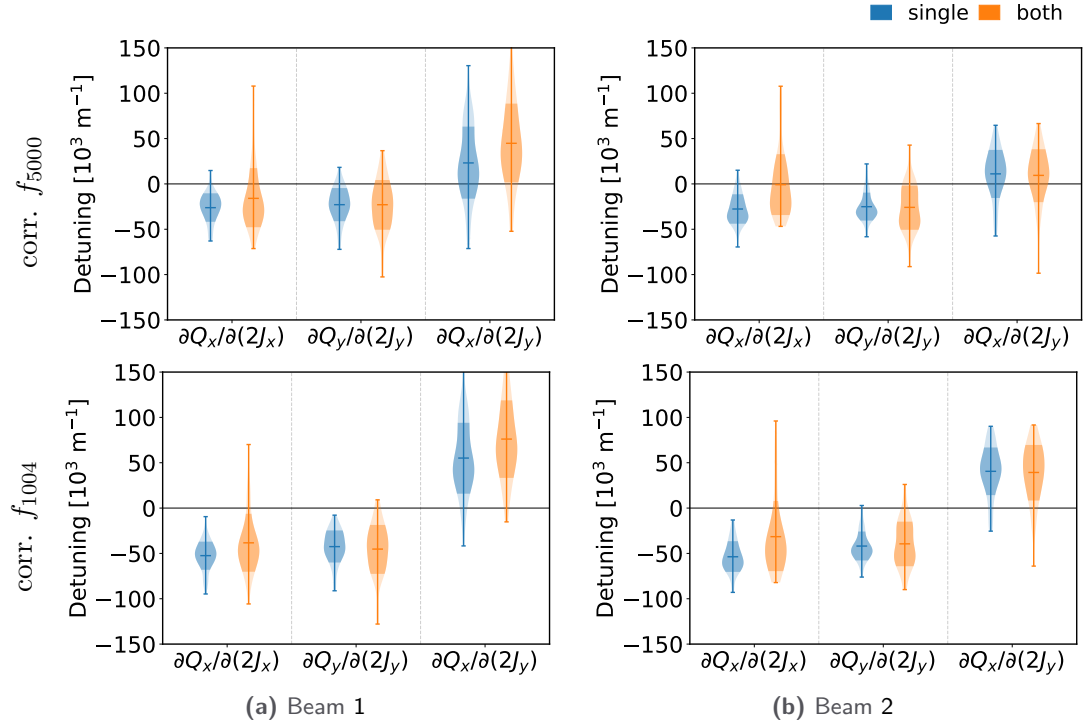 single both
corr. f5000
Detuning [10³ m⁻¹]
150
100
50
0
−50
−100
−150
∂Qx/∂(2Jx) ∂Qy/∂(2Jy) ∂Qx/∂(2Jy)
Detuning [10³ m⁻¹]
150
100
50
0
−50
−100
−150
∂Qx/∂(2Jx) ∂Qy/∂(2Jy) ∂Qx/∂(2Jy)
corr. f1004
Detuning [10³ m⁻¹]
150
100
50
0
−50
−100
−150
∂Qx/∂(2Jx) ∂Qy/∂(2Jy) ∂Qx/∂(2Jy)
Detuning [10³ m⁻¹]
150
100
50
0
−50
−100
−150
∂Qx/∂(2Jx) ∂Qy/∂(2Jy) ∂Qx/∂(2Jy)
(a) Beam 1
(b) Beam 2